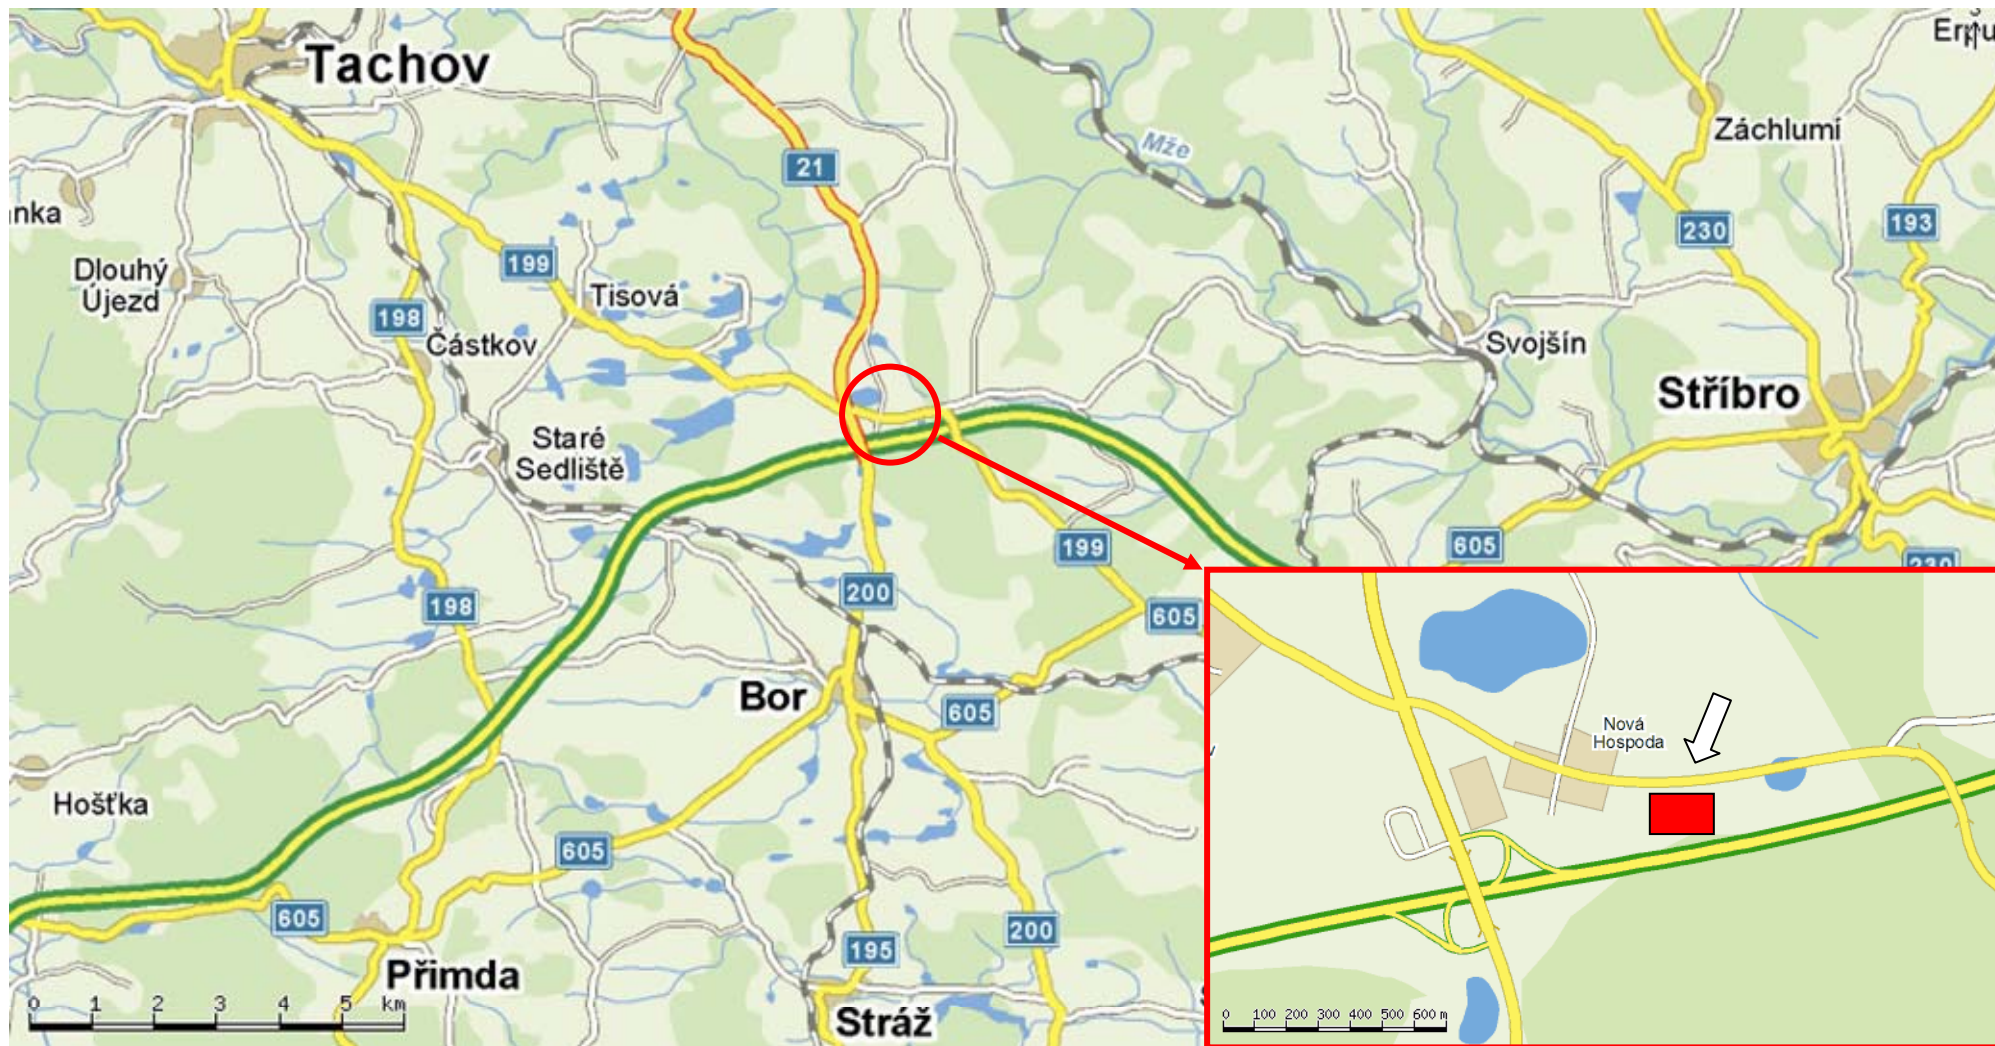 Tachov
Záchlumí
Mže
21
nka
230
193
199
Dlouhý
Újezd
Tisová
198
Částkov
Svojšín
Stříbro
Staré
Sedliště
199
605
230
200
198
605
Bor
605
Nová
Hospoda
Hošťka
605
605
200
195
Přimda
Stráž
0 1 2 3 4 5 km
0 100 200 300 400 500 600 m